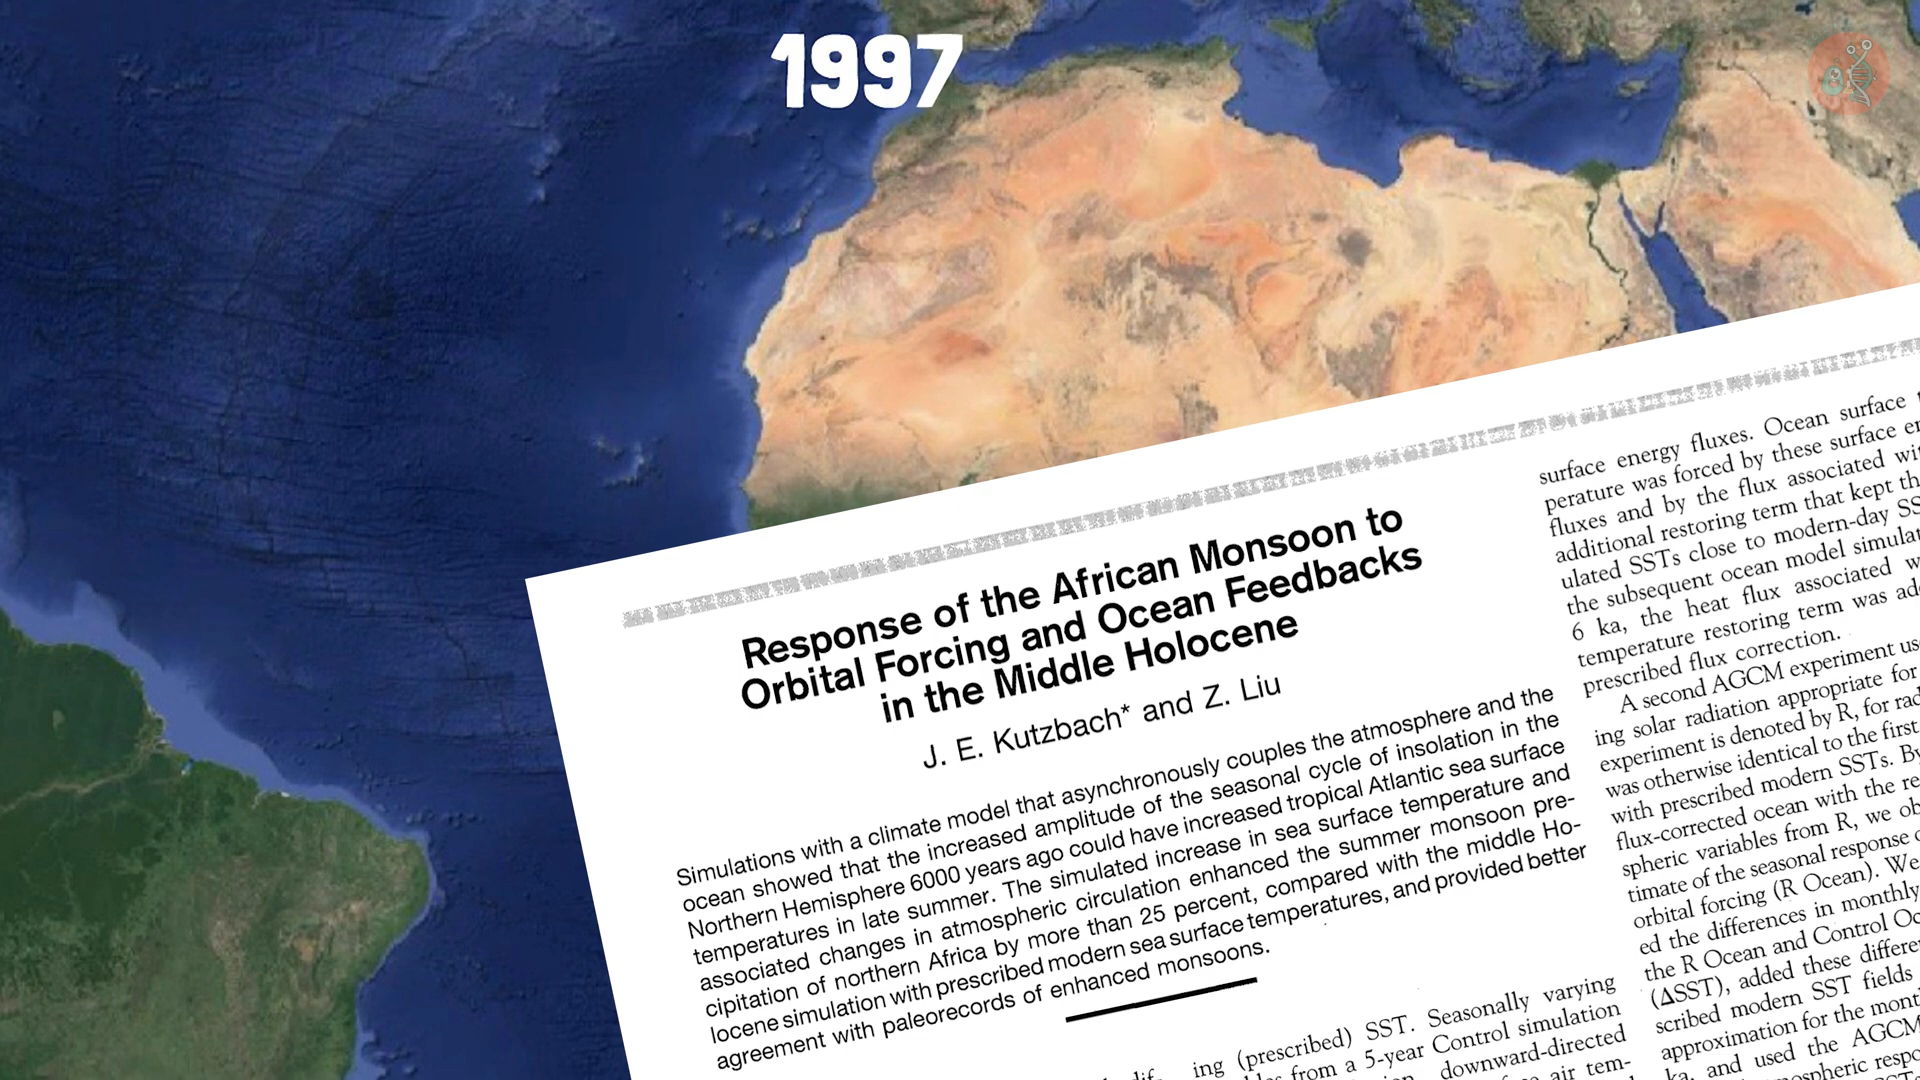 1997
Response of the African Monsoon to
Orbital Forcing and Ocean Feedbacks
in the Middle Holocene
J. E. Kutzbach* and Z. Liu
Simulations with a climate model that asynchronously couples the atmosphere and the
ocean showed that the increased amplitude of the seasonal cycle of insolation in the
Northern Hemisphere 6000 years ago could have increased tropical Atlantic sea surface
temperatures in late summer. The simulated increase in sea surface temperature and
associated changes in atmospheric circulation enhanced the summer monsoon pre-
cipitation of northern Africa by more than 25 percent, compared with the middle Ho-
locene simulation with prescribed modern sea surface temperatures, and provided better
agreement with paleorecords of enhanced monsoons.
ing (prescribed) SST. Seasonally varying
from a 5-year Control simulation
downward-directed
air tem-
surface energy fluxes. Ocean surface
perature was forced by these surface
fluxes and by the flux associated
additional restoring term that kept
ulated SSTs close to modern-day
the subsequent ocean model
6 ka, the heat flux associated
temperature restoring term was
prescribed flux correction.
A second AGCM experiment
ing solar radiation appropriate for
experiment is denoted by R, for
was otherwise identical to the first
with prescribed modern SSTs. By
flux-corrected ocean with the
spheric variables from R, we
timate of the seasonal response
orbital forcing (R Ocean). We
ed the differences in monthly
the R Ocean and Control
(ΔSST), added these
scribed modern SST fields
approximation for the
ka, and used the AGCM